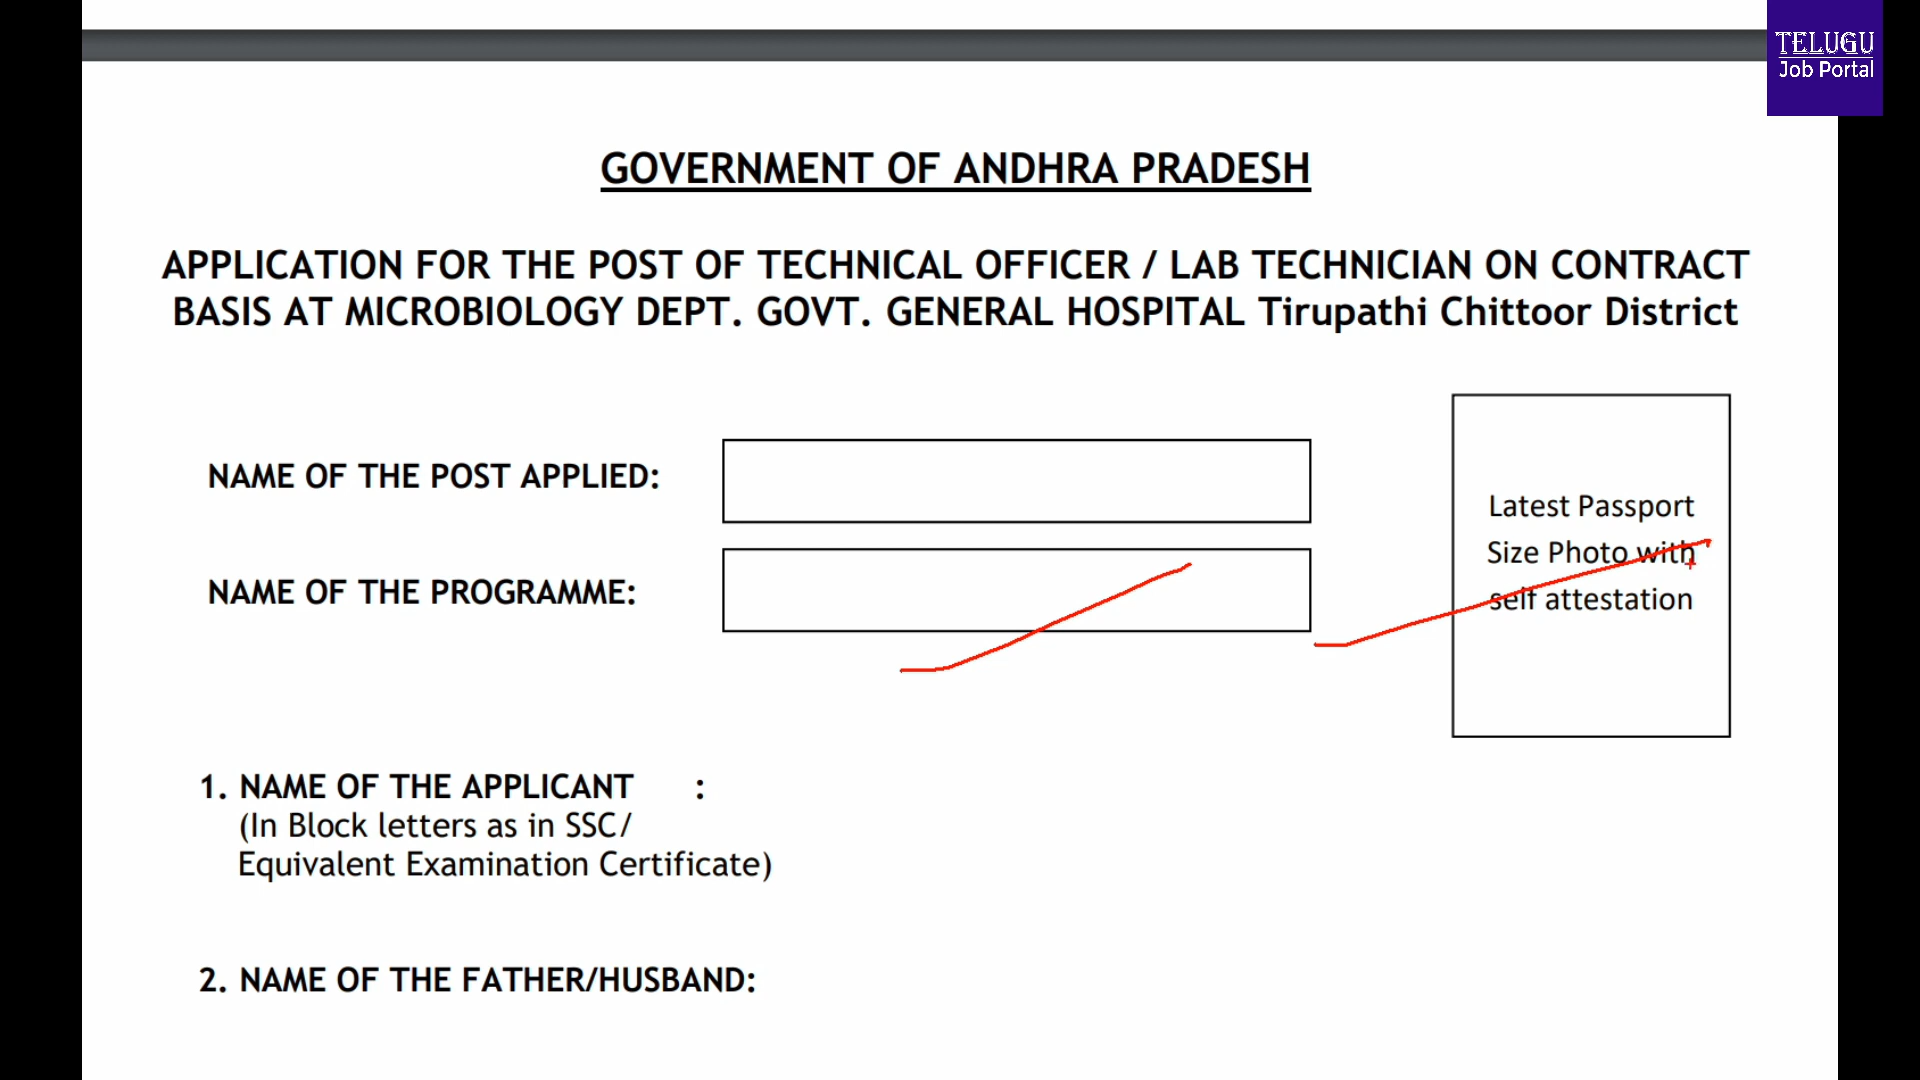 TELUGU
Job Portal
GOVERNMENT OF ANDHRA PRADESH
APPLICATION FOR THE POST OF TECHNICAL OFFICER / LAB TECHNICIAN ON CONTRACT
BASIS AT MICROBIOLOGY DEPT. GOVT. GENERAL HOSPITAL Tirupathi Chittoor District
NAME OF THE POST APPLIED:
Latest Passport
Size Photo with
self attestation
NAME OF THE PROGRAMME:
1. NAME OF THE APPLICANT :
(In Block letters as in SSC/
Equivalent Examination Certificate)
2. NAME OF THE FATHER/HUSBAND: